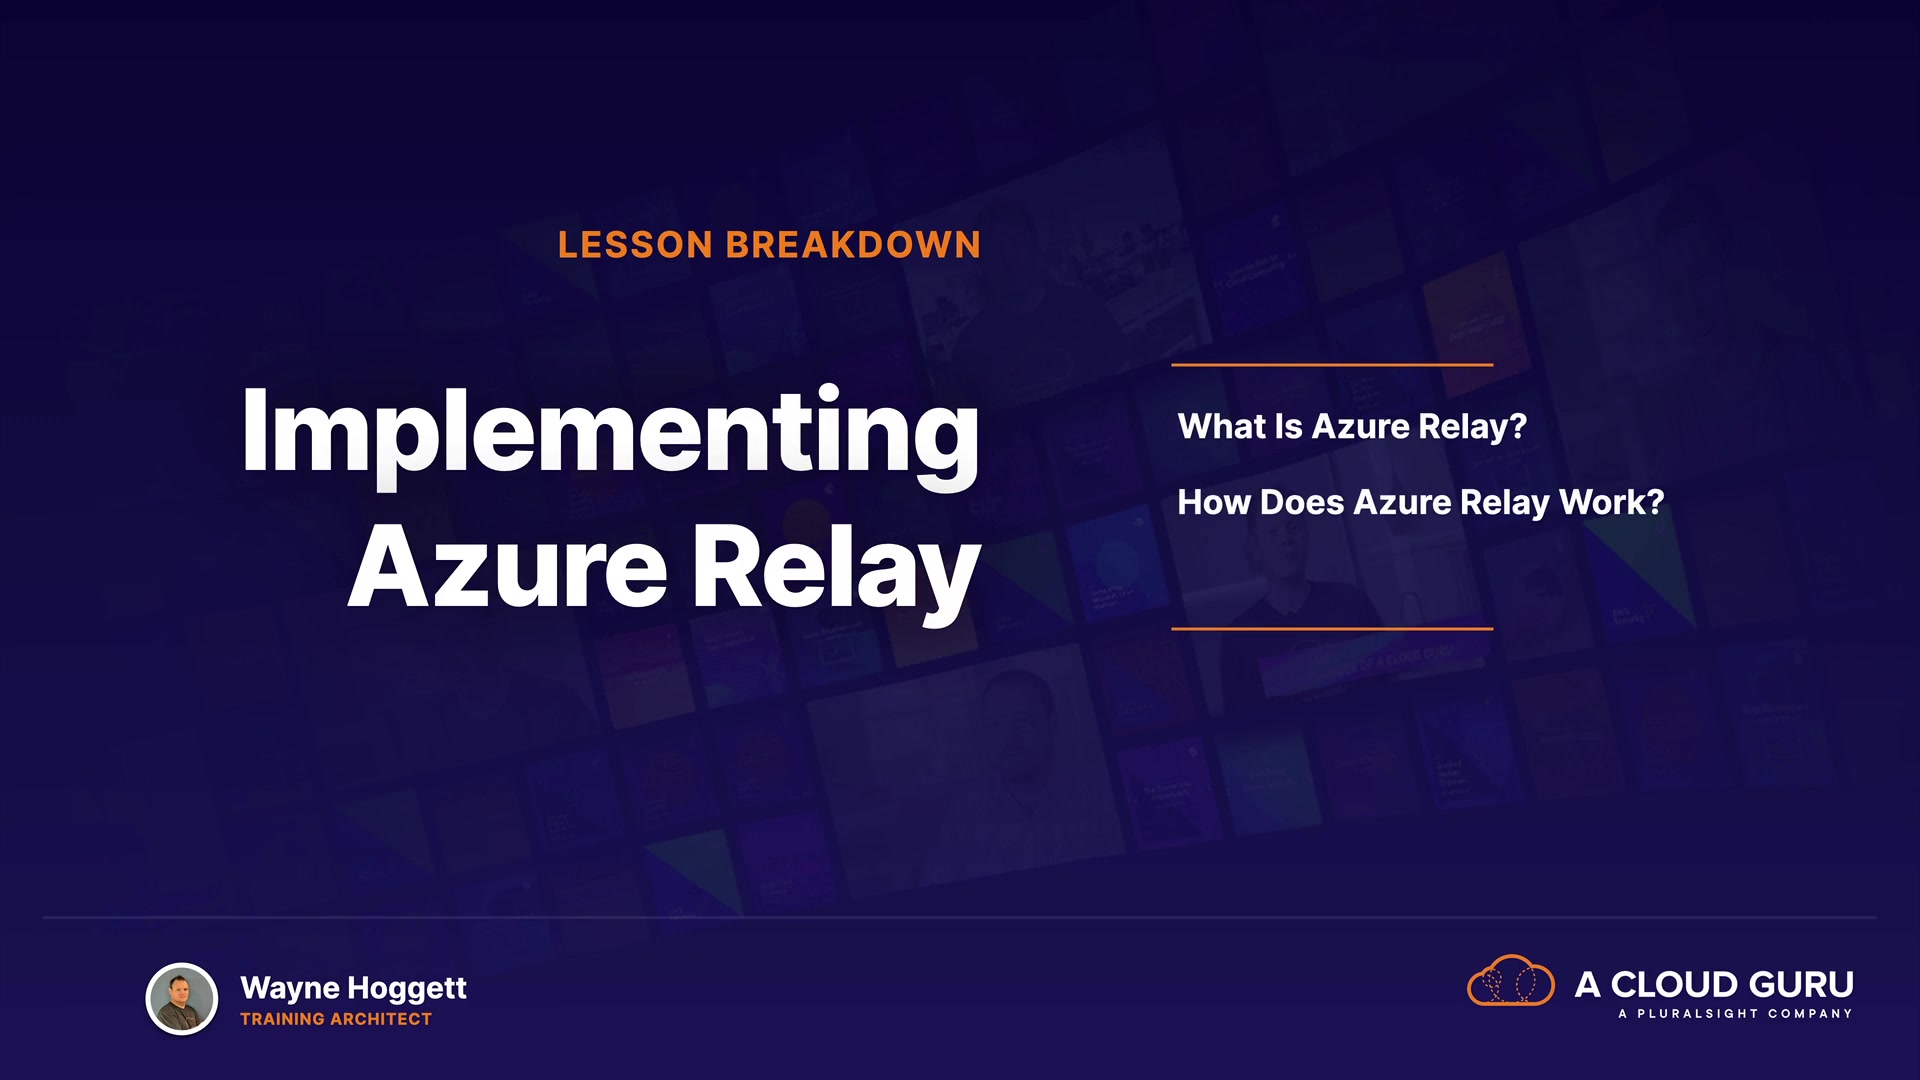 LESSON BREAKDOWN
Implementing
Azure Relay
What Is Azure Relay?
How Does Azure Relay Work?
Wayne Hoggett
TRAINING ARCHITECT
A CLOUD GURU
A PLURALSIGHT COMPANY